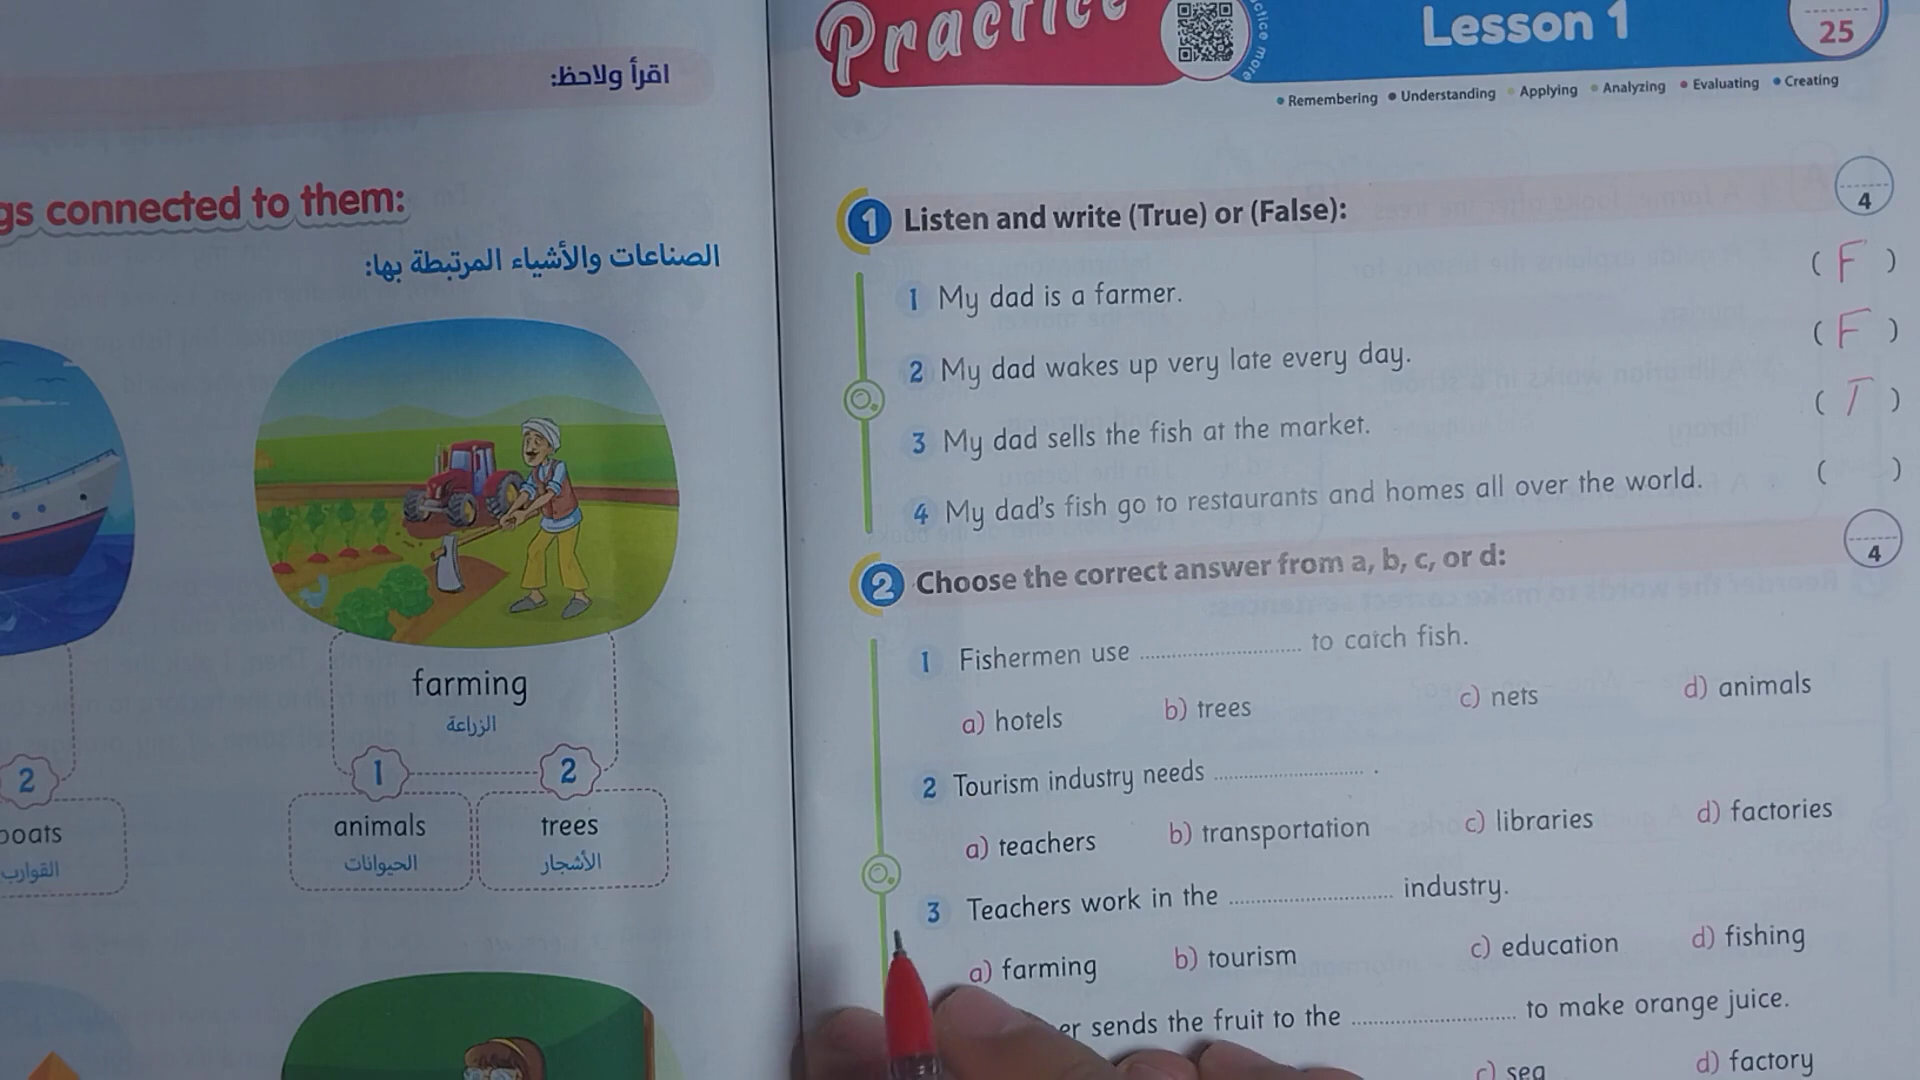 اقرأ ولاحظ:
gs connected to them:
الصناعات والأشياء المرتبطة بها:
farming
الزراعة
2
1
2
boats
القوارب
animals
الحيوانات
trees
الأشجار
Practice
Lesson 1
25
Remembering Understanding Applying Analyzing Evaluating Creating
1 Listen and write (True) or (False):
4
1 My dad is a farmer. ( F )
2 My dad wakes up very late every day. ( F )
3 My dad sells the fish at the market. ( T )
4 My dad's fish go to restaurants and homes all over the world. ( )
2 Choose the correct answer from a, b, c, or d:
4
1 Fishermen use ........................ to catch fish.
a) hotels b) trees c) nets d) animals
2 Tourism industry needs ........................ .
a) teachers b) transportation c) libraries d) factories
3 Teachers work in the ........................ industry.
a) farming b) tourism c) education d) fishing
er sends the fruit to the ........................ to make orange juice.
c) sea d) factory